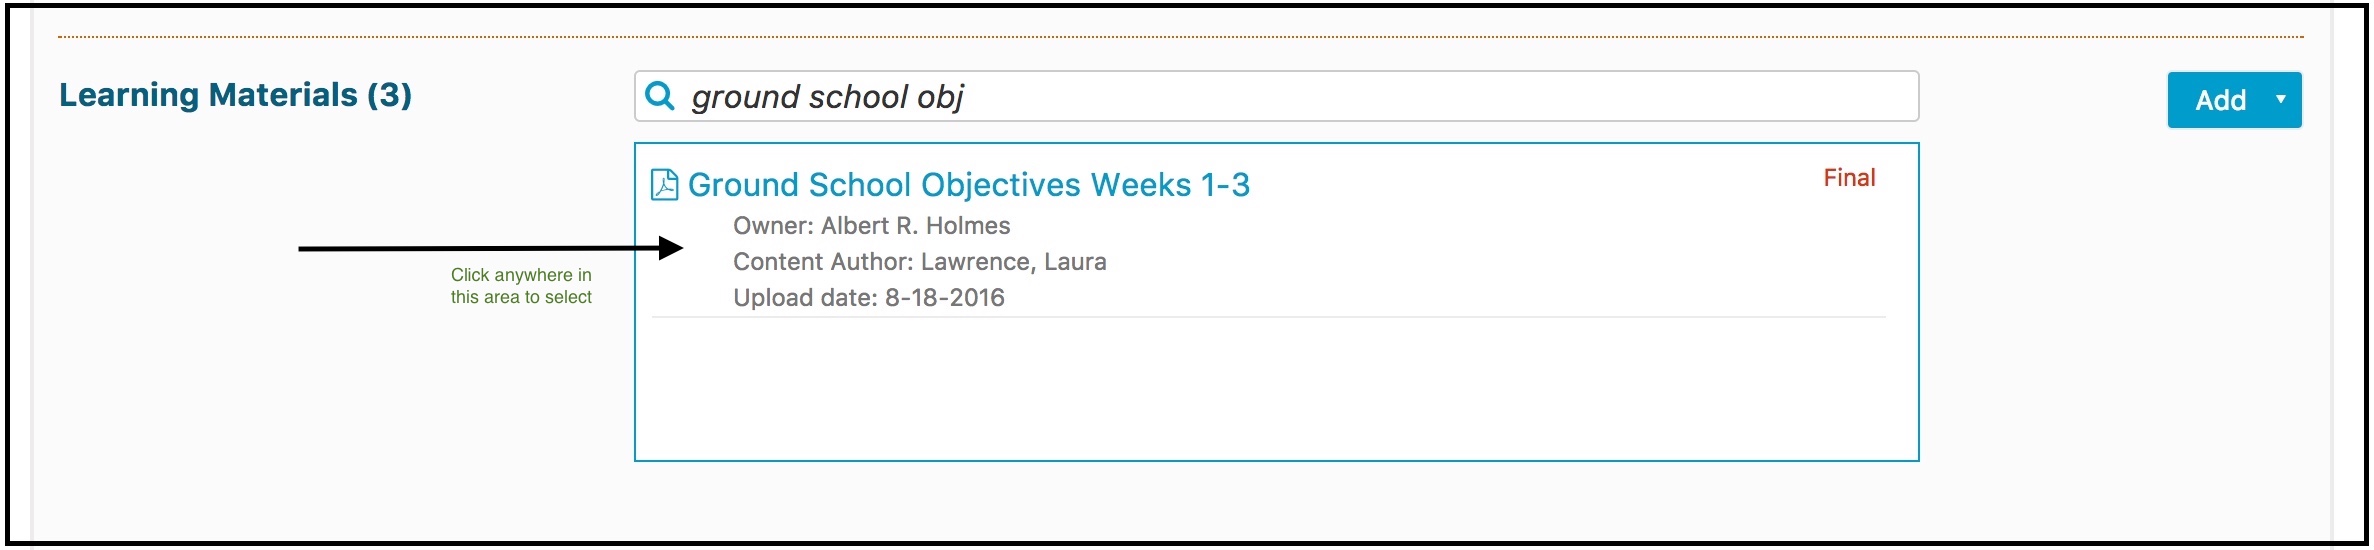 Learning Materials (3)
ground school obj
Add
Ground School Objectives Weeks 1-3
Final
Owner: Albert R. Holmes
Content Author: Lawrence, Laura
Upload date: 8-18-2016
Click anywhere in
this area to select